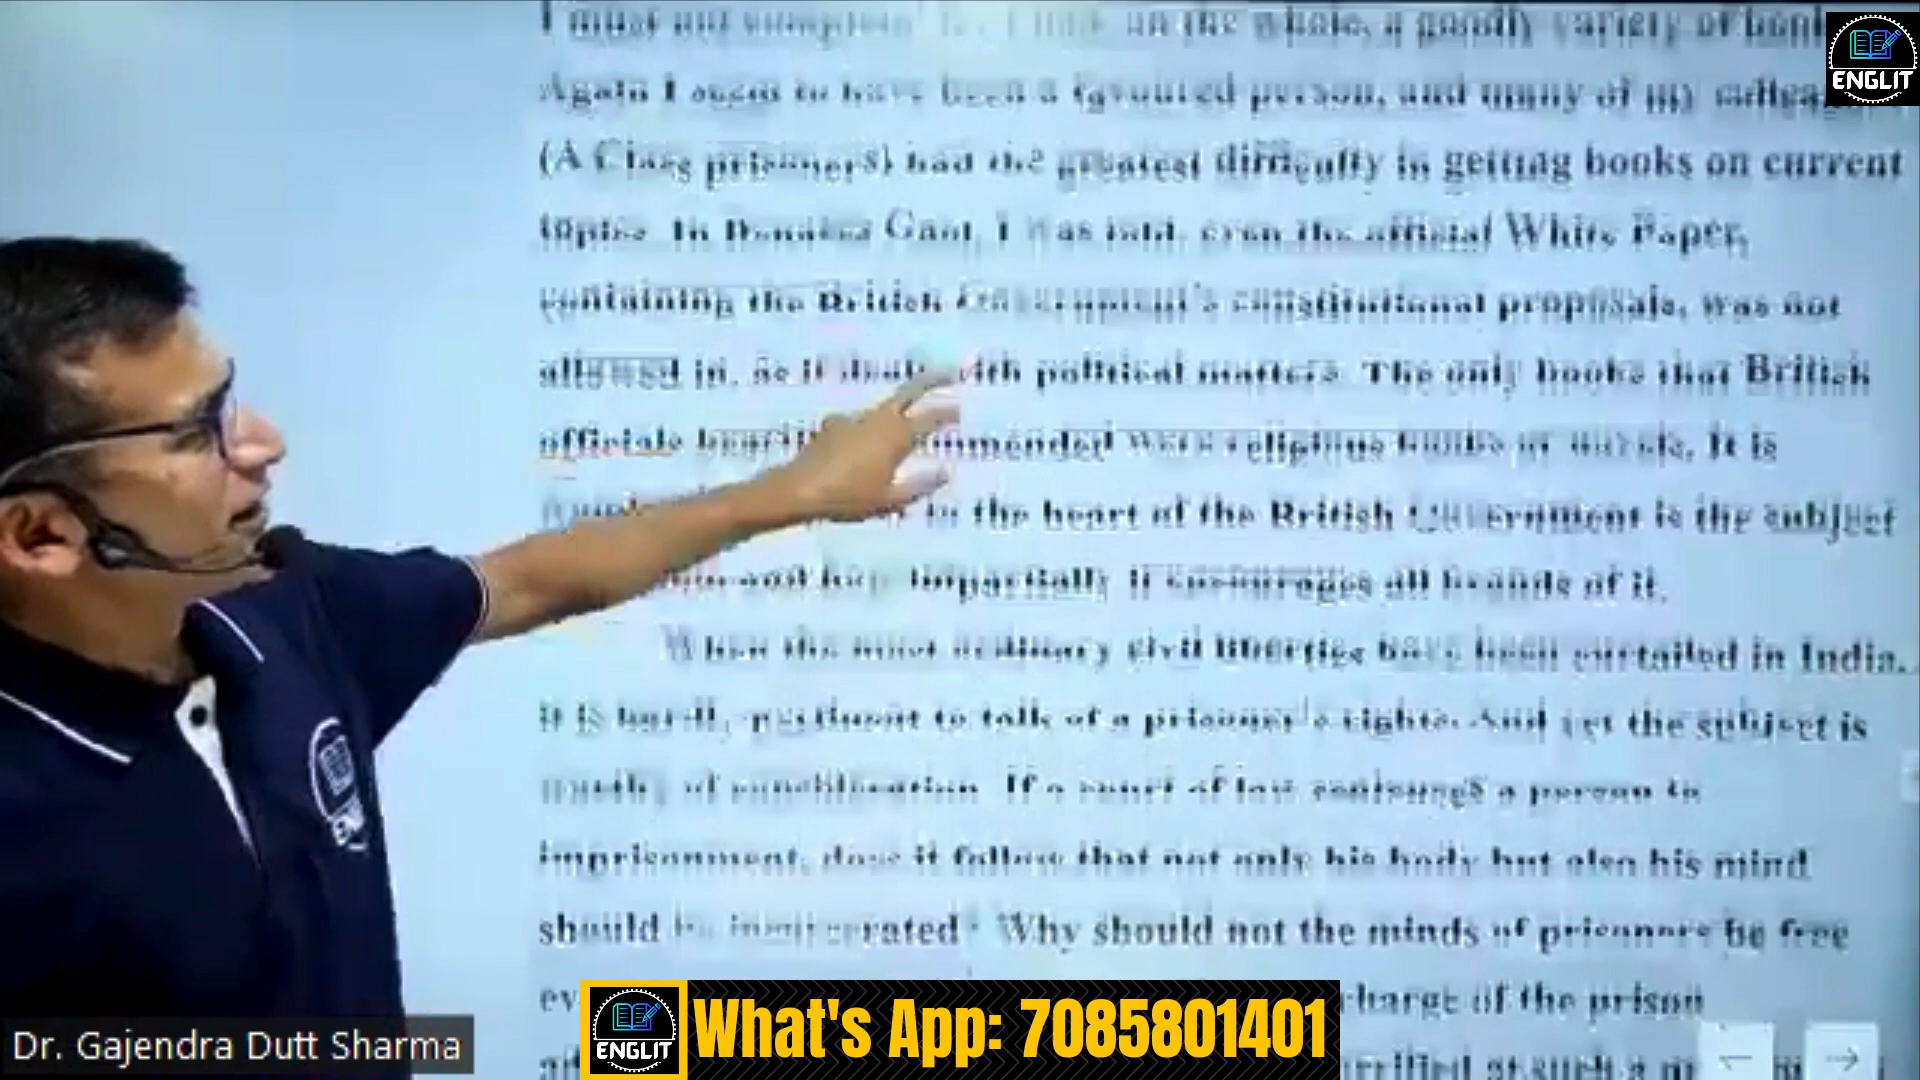 I must not complain on the whole, a goodly variety of
Again I seem to have been a favoured person, and many of my
(A Class prisoners) had the greatest difficulty in getting books on current
topics. In Benares Gaol, I was told, even the official White Paper,
containing the British Government's constitutional proposals, was not
allowed in, as it dealt with political matters. The only books that British
officials were religious books or novels. It is
to the heart of the British Government is the subject
and how impartially it encourages all brands of it.
When the most ordinary civil liberties have been curtailed in India,
it is hardly pertinent to talk of a prisoner's rights. And yet the subject is
worthy of consideration. If a court of law sentences a person to
imprisonment, does it follow that not only his body but also his mind
should be incarcerated? Why should not the minds of prisoners be free
charge of the prison
at such a
ENGLIT
ENGLIT
What's App: 7085801401
Dr. Gajendra Dutt Sharma